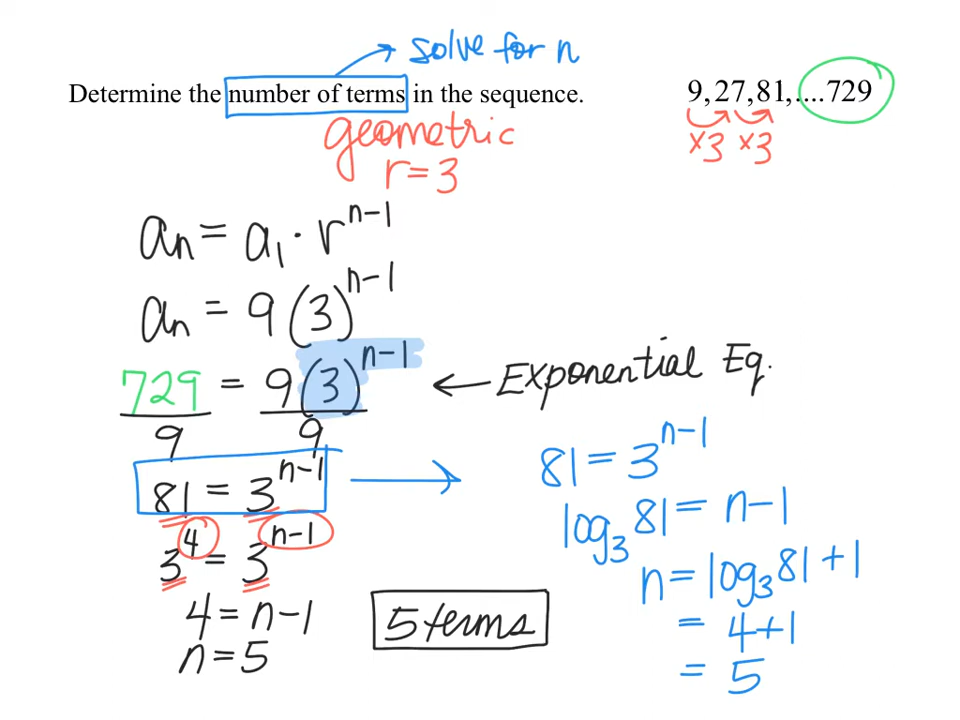 solve for n
Determine the number of terms in the sequence. 9, 27, 81, .... 729
geometric ×3 ×3
r = 3
an = a1 · r^n-1
an = 9(3)^n-1
729/9 = 9(3)^n-1/9 ← Exponential Eq.
81 = 3^n-1 → 81 = 3^n-1
3^4 = 3^n-1 log3 81 = n-1
n = log3 81 + 1
4 = n-1 5 terms = 4+1
n = 5 = 5